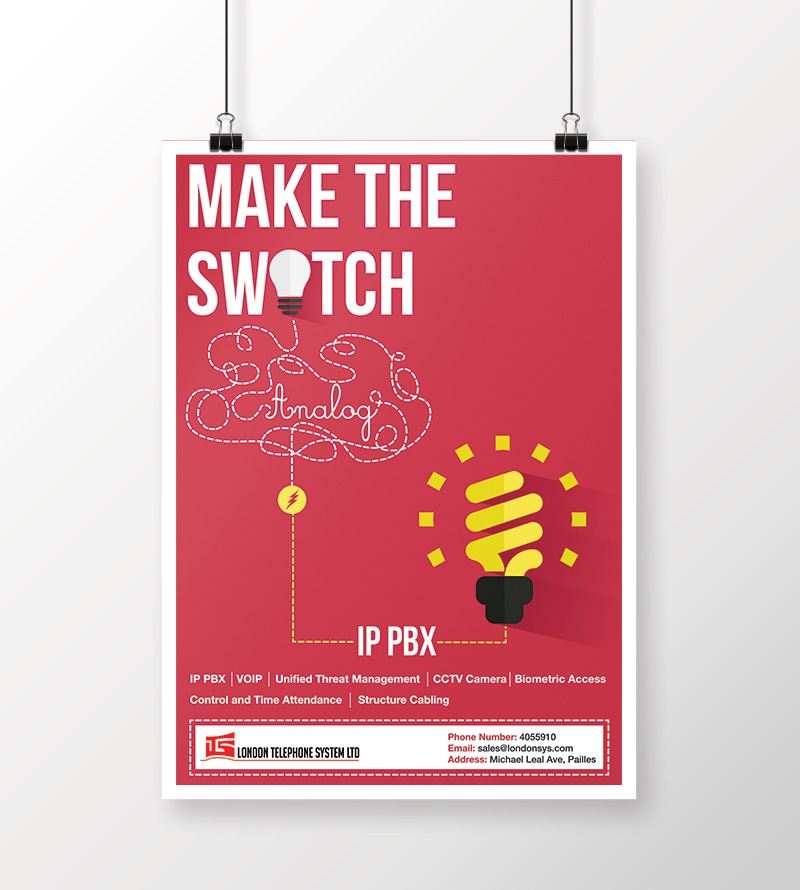 MAKE THE
SWTCH
Analog
IP PBX
IP PBX | VOIP | Unified Threat Management | CCTV Camera | Biometric Access
Control and Time Attendance | Structure Cabling
LTS LONDON TELEPHONE SYSTEM LTD
Phone Number: 4055910
Email: sales@londonsys.com
Address: Michael Leal Ave, Pailles